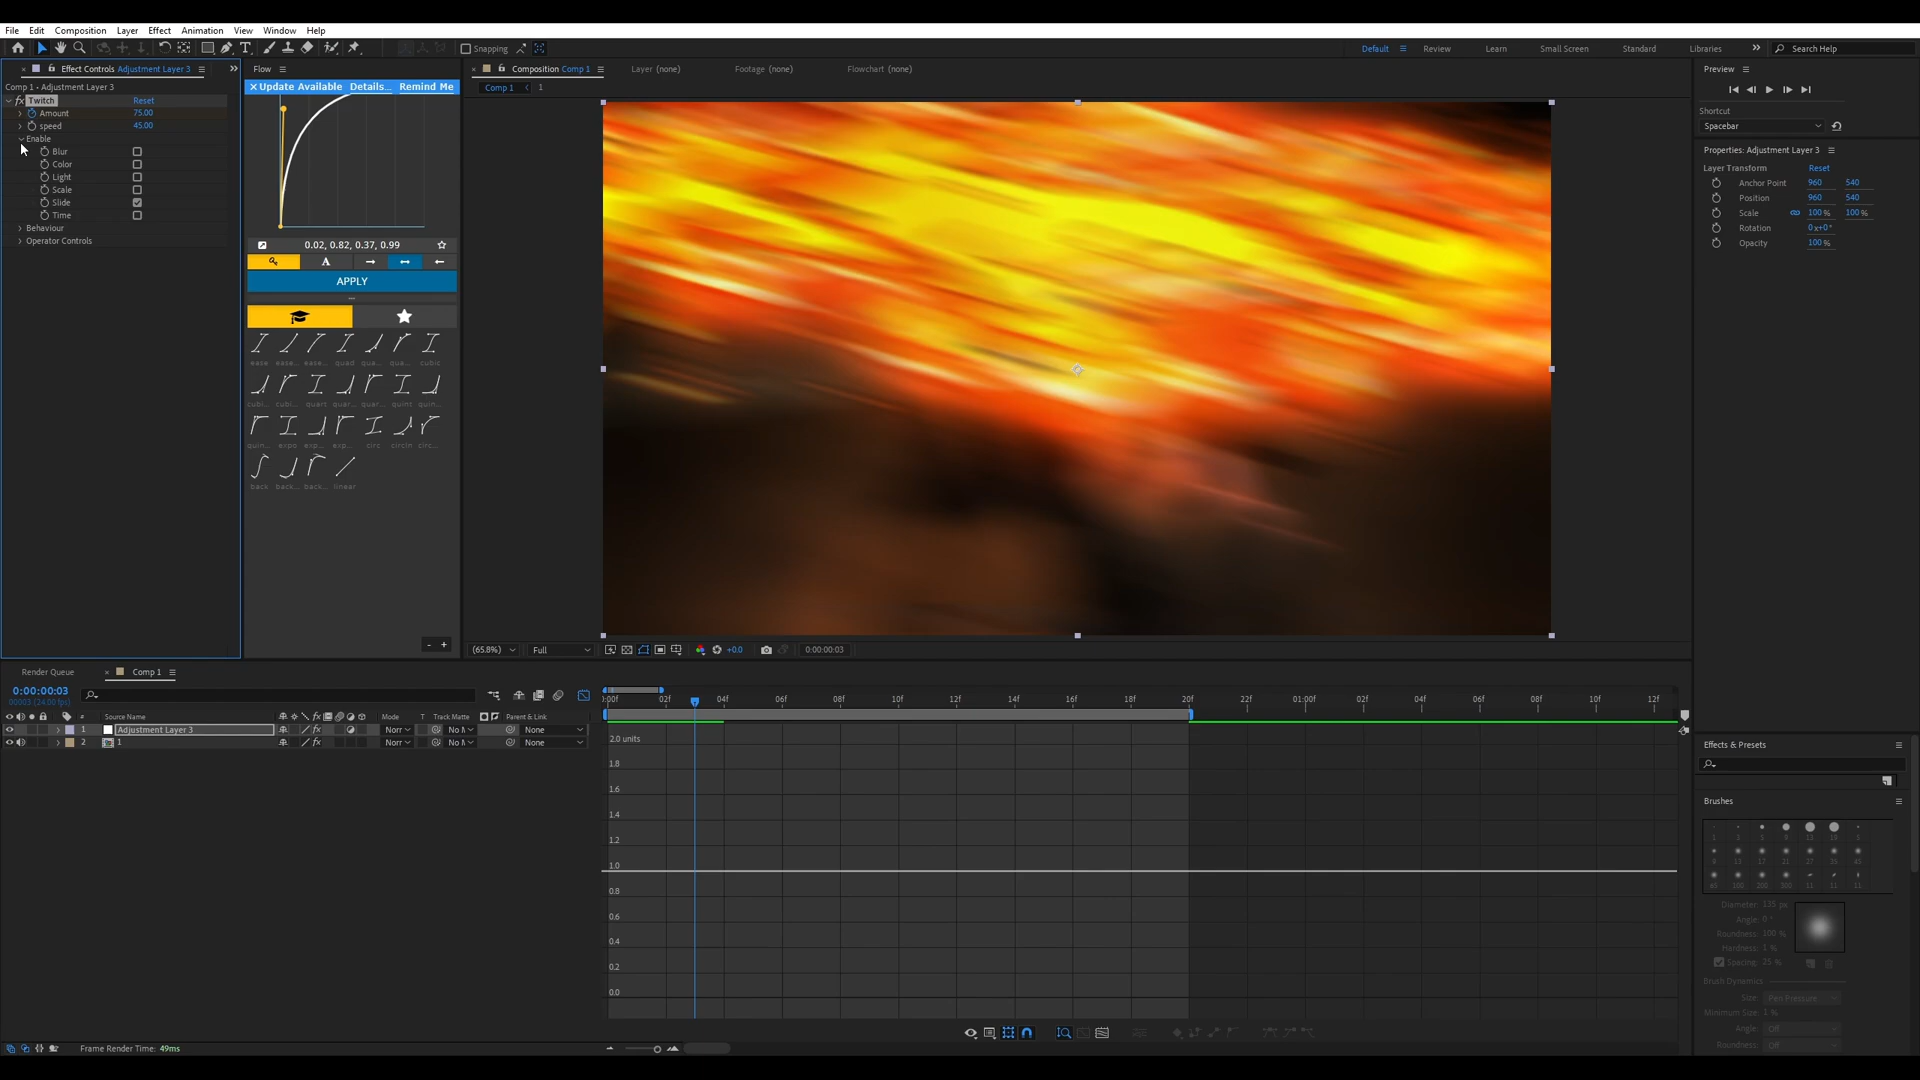 File Edit Composition Layer Effect Animation View Window Help
Snapping
Default Review Learn Small Screen Standard Libraries Search Help
Effect Controls Adjustment Layer 3
Comp 1 • Adjustment Layer 3
fx Twitch Reset
Amount 75.00
speed 45.00
Enable
Blur
Color
Light
Scale
Slide
Time
Behaviour
Operator Controls
Flow
Update Available Details... Remind Me
0.02, 0.82, 0.37, 0.99
A
APPLY
ease ease... ease... quad qua... qua... cubic
cubi... cubi... quart quar... quar... quint quin...
quin... expo exp... exp... circ circIn circ...
back back... back... linear
- +
Composition Comp 1 Layer (none) Footage (none) Flowchart (none)
Comp 1 1
(65.8%) Full +0.0 0:00:00:03
Preview
Shortcut
Spacebar
Properties: Adjustment Layer 3
Layer Transform Reset
Anchor Point 960 540
Position 960 540
Scale 100 % 100 %
Rotation 0x+0°
Opacity 100 %
Render Queue Comp 1
0:00:00:03
00003 (24.00 fps)
# Source Name Mode T Track Matte Parent & Link
1 Adjustment Layer 3 Norr No M None
2 1 Norr No M None
:00f 02f 04f 06f 08f 10f 12f 14f 16f 18f 20f 22f 01:00f 02f 04f 06f 08f 10f 12f
2.0 units
1.8
1.6
1.4
1.2
1.0
0.8
0.6
0.4
0.2
0.0
Frame Render Time: 49ms
Effects & Presets
Brushes
Diameter: 135 px
Angle: 0°
Roundness: 100 %
Hardness: 1 %
Spacing: 25 %
Brush Dynamics
Size: Pen Pressure
Minimum Size: 1 %
Angle: Off
Roundness: Off